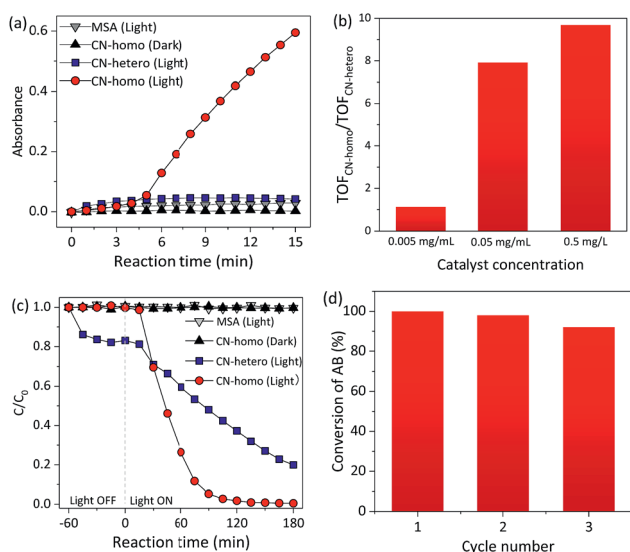 (a)
MSA (Light)
CN-homo (Dark)
CN-hetero (Light)
CN-homo (Light)
0.6
0.4
0.2
0.0
Absorbance
0 3 6 9 12 15
Reaction time (min)
(b)
10
8
6
4
2
0
TOFCN-homo/TOFCN-hetero
0.005 mg/mL 0.05 mg/mL 0.5 mg/L
Catalyst concentration
(c)
MSA (Light)
CN-homo (Dark)
CN-hetero (Light)
CN-homo (Light)
1.0
0.8
0.6
0.4
0.2
0.0
C/C0
Light OFF Light ON
-60 0 60 120 180
Reaction time (min)
(d)
100
80
60
40
20
0
Conversion of AB (%)
1 2 3
Cycle number